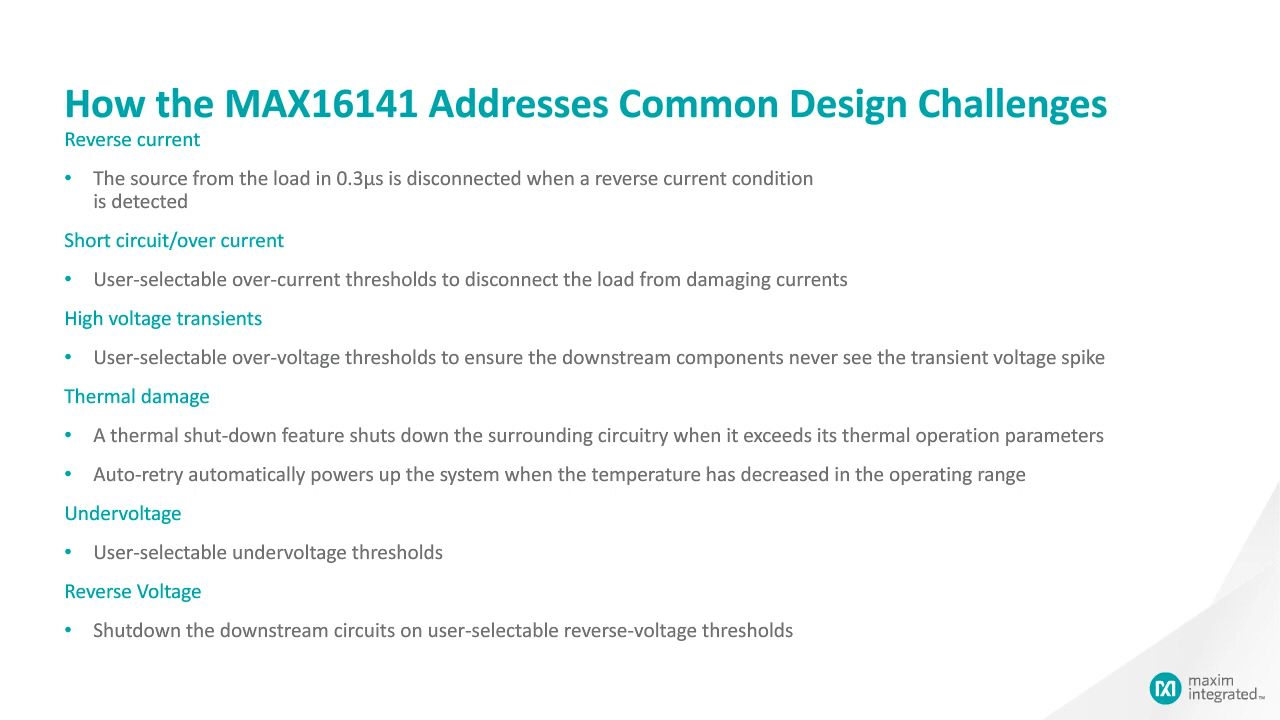 How the MAX16141 Addresses Common Design Challenges
Reverse current
• The source from the load in 0.3µs is disconnected when a reverse current condition
is detected
Short circuit/over current
• User-selectable over-current thresholds to disconnect the load from damaging currents
High voltage transients
• User-selectable over-voltage thresholds to ensure the downstream components never see the transient voltage spike
Thermal damage
• A thermal shut-down feature shuts down the surrounding circuitry when it exceeds its thermal operation parameters
• Auto-retry automatically powers up the system when the temperature has decreased in the operating range
Undervoltage
• User-selectable undervoltage thresholds
Reverse Voltage
• Shutdown the downstream circuits on user-selectable reverse-voltage thresholds
maxim
integrated™